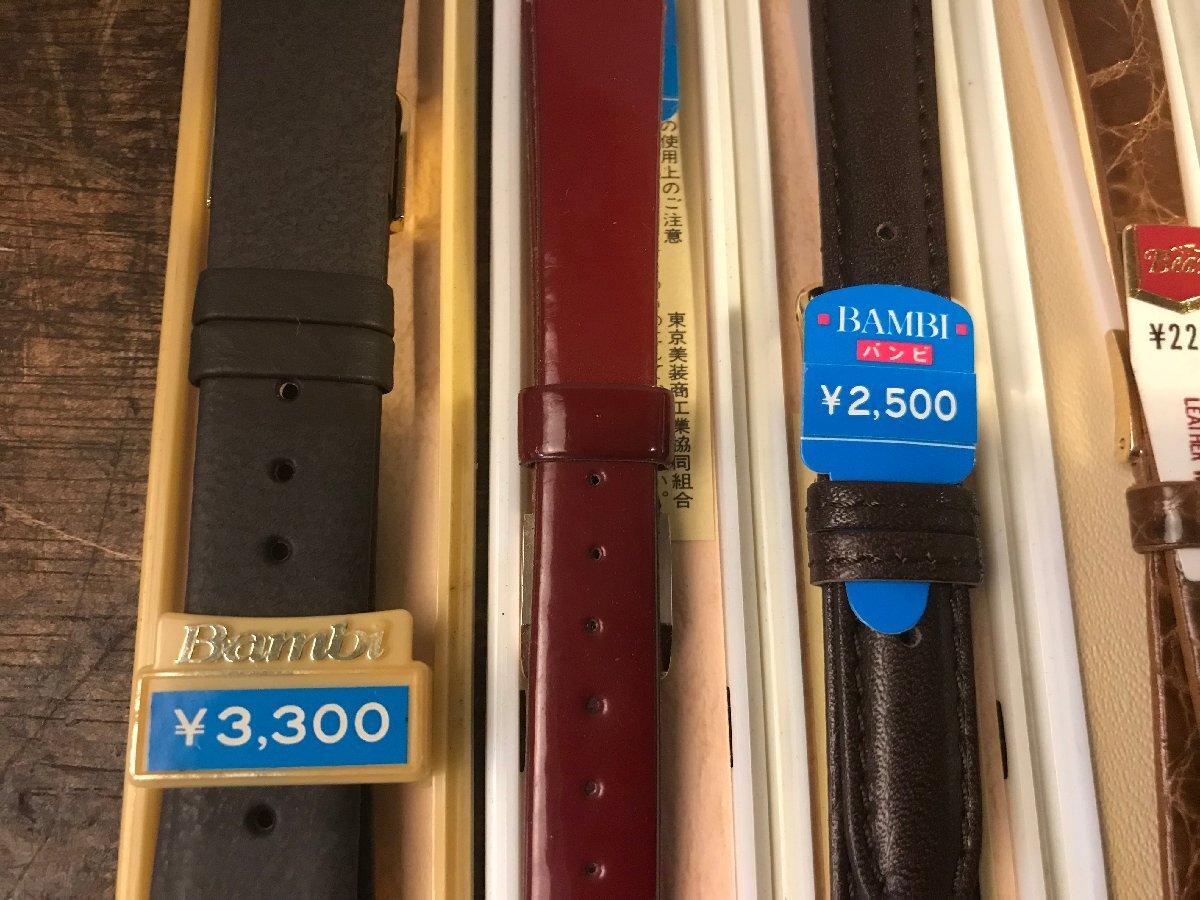 Bambi
¥3,300
の使用上のご注意
東京美装商工業協同組合
BAMBI
バンビ
¥2,500
¥22
LEATHER